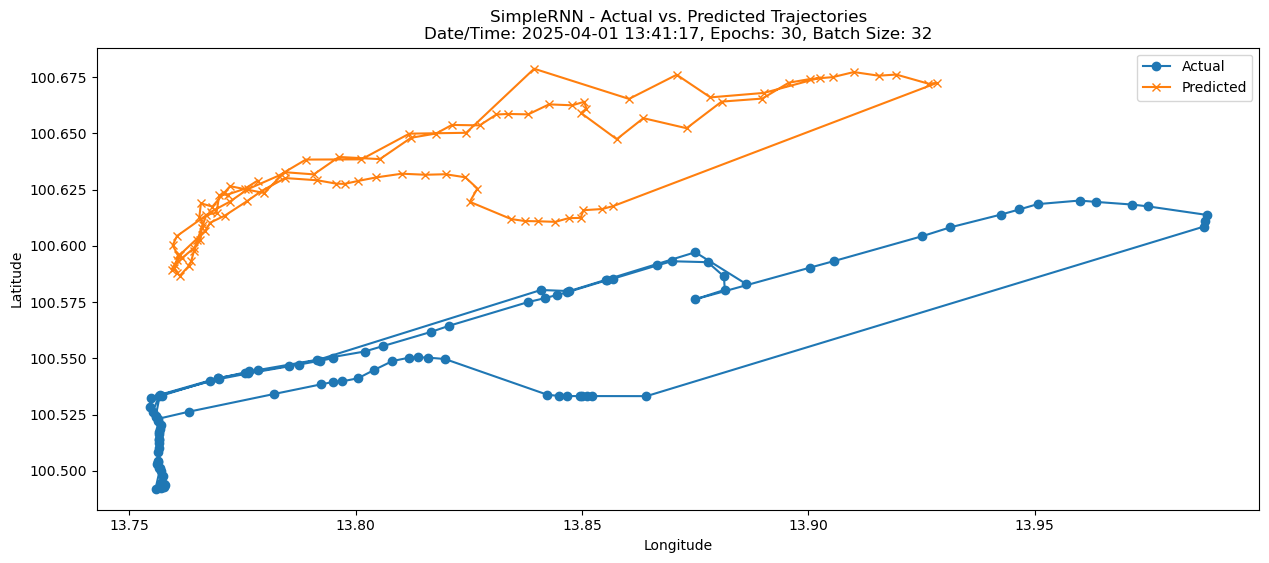 SimpleRNN - Actual vs. Predicted Trajectories
Date/Time: 2025-04-01 13:41:17, Epochs: 30, Batch Size: 32
Actual
Predicted
100.675
100.650
100.625
100.600
100.575
100.550
100.525
100.500
Latitude
13.75
13.80
13.85
13.90
13.95
Longitude